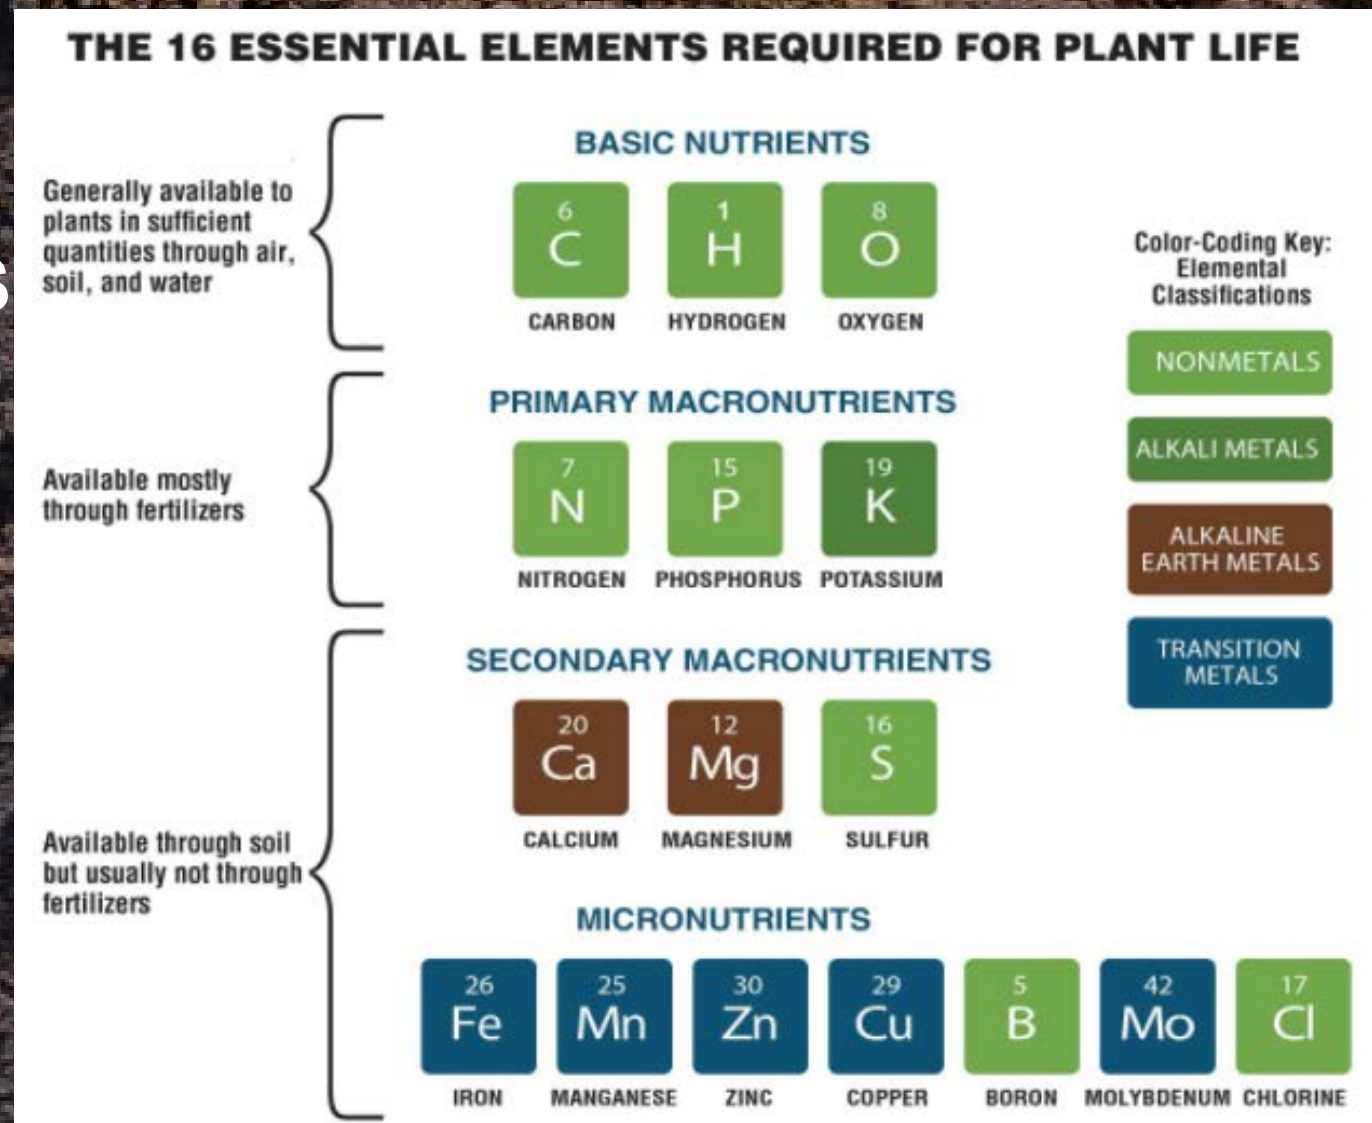 THE 16 ESSENTIAL ELEMENTS REQUIRED FOR PLANT LIFE
BASIC NUTRIENTS
Generally available to
plants in sufficient
quantities through air,
soil, and water
6
C
CARBON
1
H
HYDROGEN
8
O
OXYGEN
Color-Coding Key:
Elemental
Classifications
NONMETALS
ALKALI METALS
ALKALINE
EARTH METALS
TRANSITION
METALS
PRIMARY MACRONUTRIENTS
Available mostly
through fertilizers
7
N
NITROGEN
15
P
PHOSPHORUS
19
K
POTASSIUM
SECONDARY MACRONUTRIENTS
Available through soil
but usually not through
fertilizers
20
Ca
CALCIUM
12
Mg
MAGNESIUM
16
S
SULFUR
MICRONUTRIENTS
26
Fe
IRON
25
Mn
MANGANESE
30
Zn
ZINC
29
Cu
COPPER
5
B
BORON
42
Mo
MOLYBDENUM
17
Cl
CHLORINE